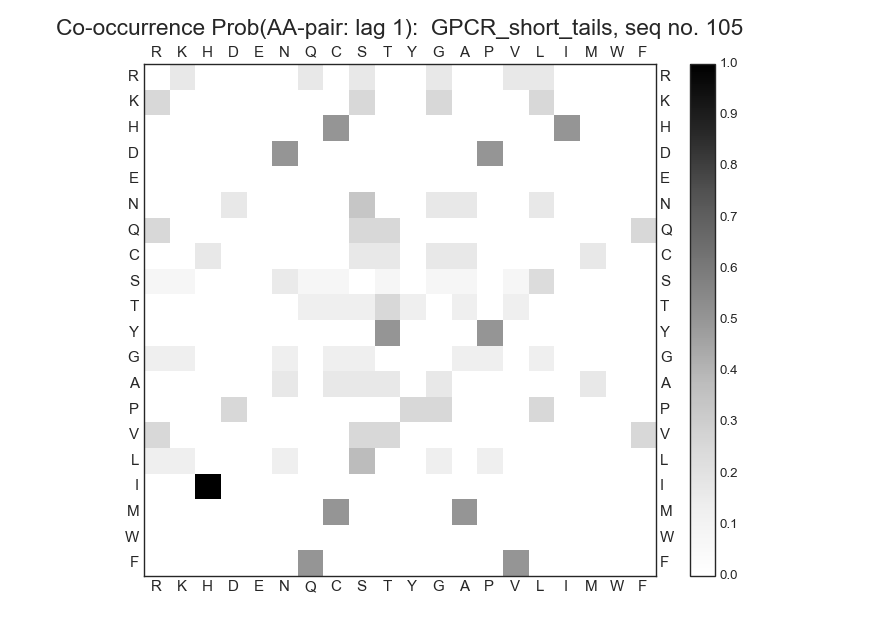 Co-occurrence Prob(AA-pair: lag 1):  GPCR_short_tails, seq no. 105
R K H D E N Q C S T Y G A P V L I M W F
R R 1.0
K K 0.9
H H
D D 0.8
E E
N N 0.7
Q Q
C C 0.6
S S
T T 0.5
Y Y
G G 0.4
A A
P P 0.3
V V
L L 0.2
I I
M M 0.1
W W
F F 0.0
R K H D E N Q C S T Y G A P V L I M W F